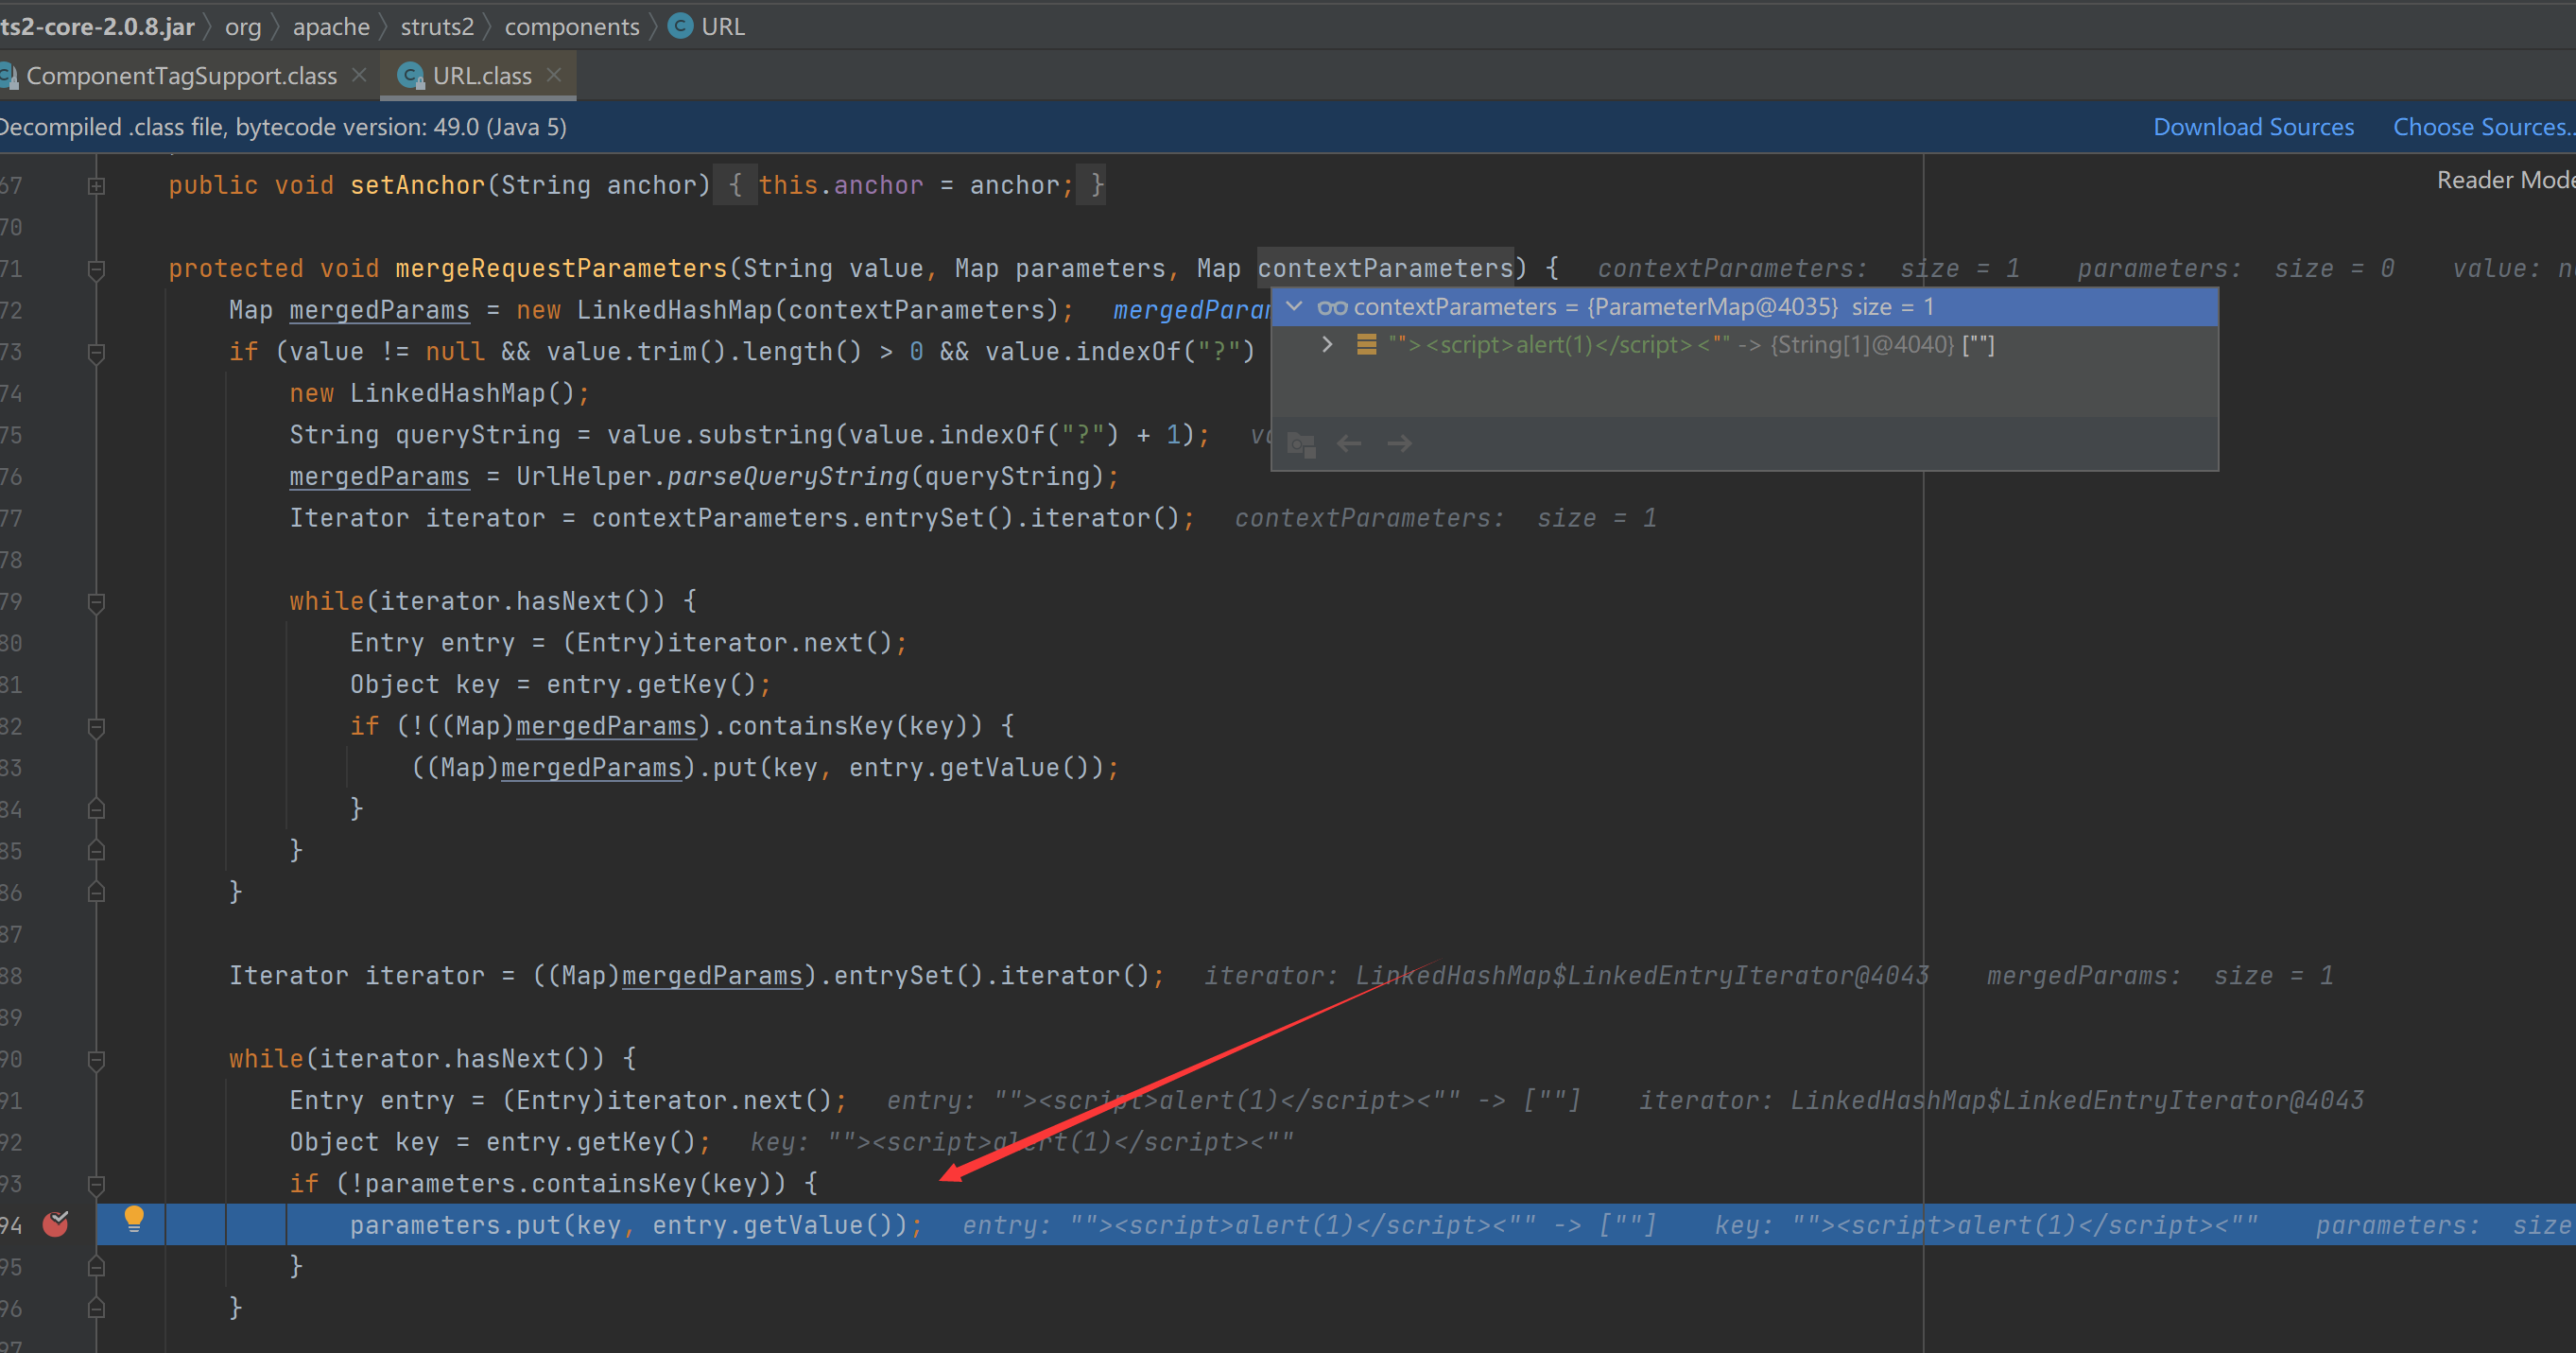 ts2-core-2.0.8.jar org apache struts2 components URL
ComponentTagSupport.class URL.class
Decompiled .class file, bytecode version: 49.0 (Java 5) Download Sources Choose Sources..
Reader Mode
67 public void setAnchor(String anchor) { this.anchor = anchor; }
70
71 protected void mergeRequestParameters(String value, Map parameters, Map contextParameters) { contextParameters: size = 1 parameters: size = 0 value: n
72 Map mergedParams = new LinkedHashMap(contextParameters); mergedParam
contextParameters = {ParameterMap@4035} size = 1
73 if (value != null && value.trim().length() > 0 && value.indexOf("?")
""><script>alert(1)</script><"" -> {String[1]@4040} [""]
74 new LinkedHashMap();
75 String queryString = value.substring(value.indexOf("?") + 1); va
76 mergedParams = UrlHelper.parseQueryString(queryString);
77 Iterator iterator = contextParameters.entrySet().iterator(); contextParameters: size = 1
78
79 while(iterator.hasNext()) {
80 Entry entry = (Entry)iterator.next();
81 Object key = entry.getKey();
82 if (!((Map)mergedParams).containsKey(key)) {
83 ((Map)mergedParams).put(key, entry.getValue());
84 }
85 }
86 }
87
88 Iterator iterator = ((Map)mergedParams).entrySet().iterator(); iterator: LinkedHashMap$LinkedEntryIterator@4043 mergedParams: size = 1
89
90 while(iterator.hasNext()) {
91 Entry entry = (Entry)iterator.next(); entry: ""><script>alert(1)</script><"" -> [""] iterator: LinkedHashMap$LinkedEntryIterator@4043
92 Object key = entry.getKey(); key: ""><script>alert(1)</script><""
93 if (!parameters.containsKey(key)) {
94 parameters.put(key, entry.getValue()); entry: ""><script>alert(1)</script><"" -> [""] key: ""><script>alert(1)</script><"" parameters: size
95 }
96 }
97